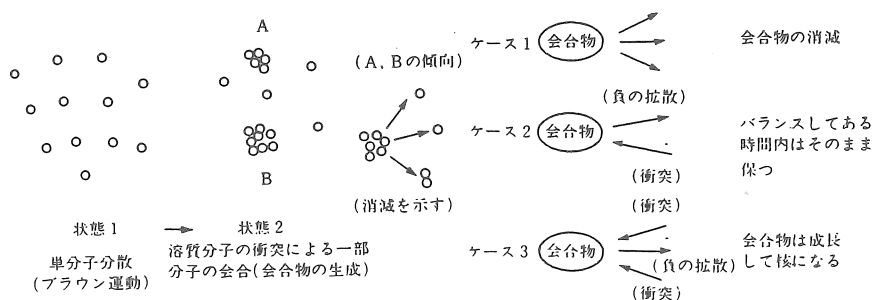 A
B
状態1
単分子分散
(ブラウン運動)
状態2
溶質分子の衝突による一部
分子の会合(会合物の生成)
(A, Bの傾向)
(消滅を示す)
ケース1
会合物
会合物の消滅
(負の拡散)
ケース2
会合物
(衝突)
バランスしてある
時間内はそのまま
保つ
(衝突)
ケース3
会合物
(負の拡散)
(衝突)
会合物は成長
して核になる